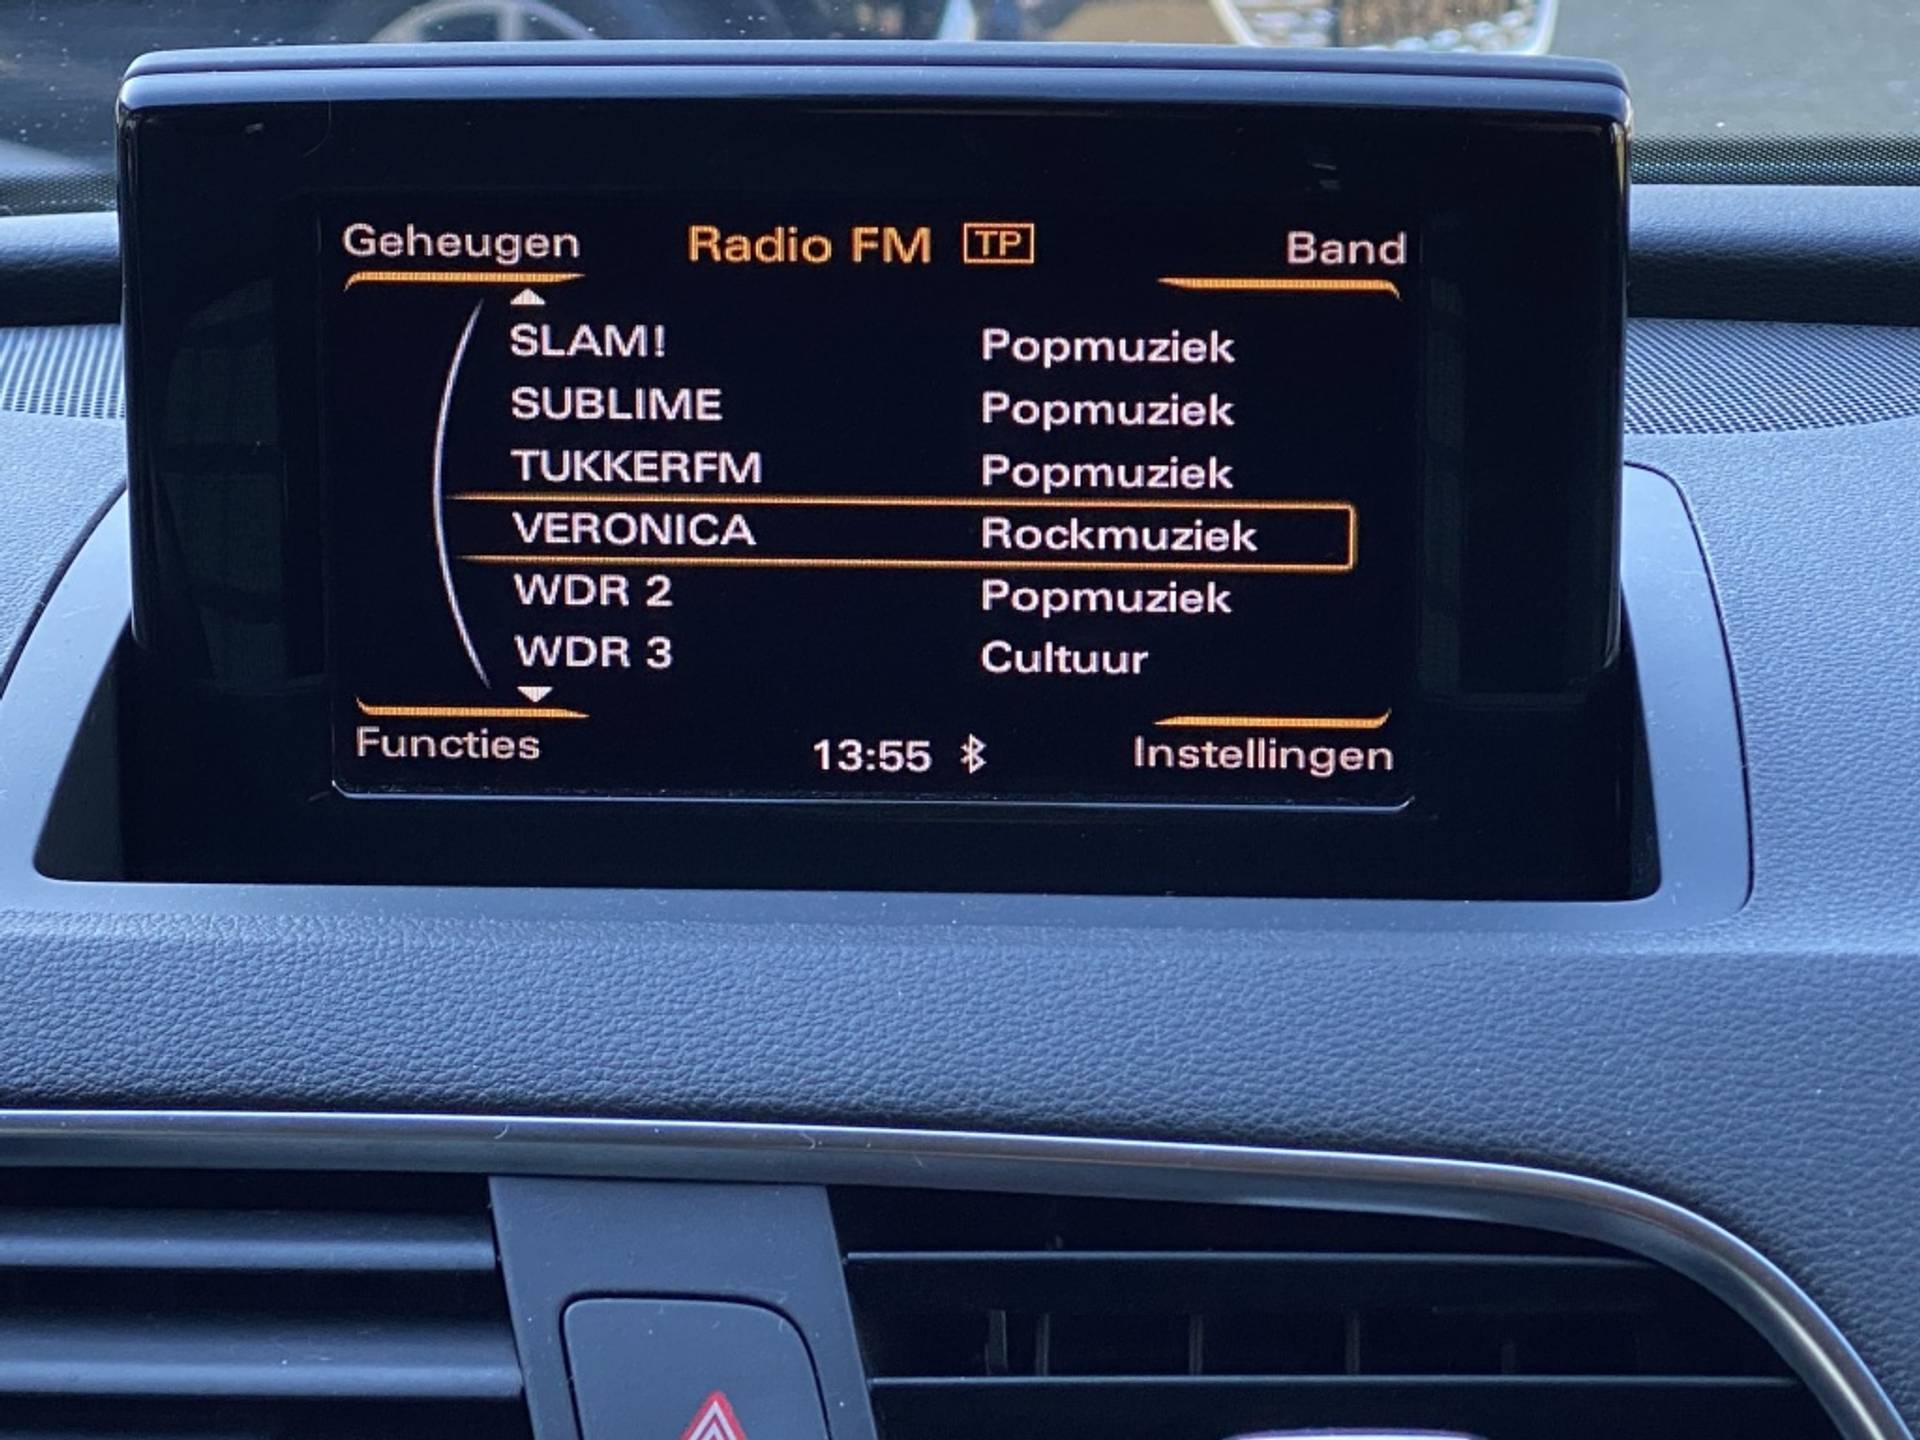 Geheugen Radio FM TP Band
SLAM! Popmuziek
SUBLIME Popmuziek
TUKKERFM Popmuziek
VERONICA Rockmuziek
WDR 2 Popmuziek
WDR 3 Cultuur
Functies 13:55 Instellingen